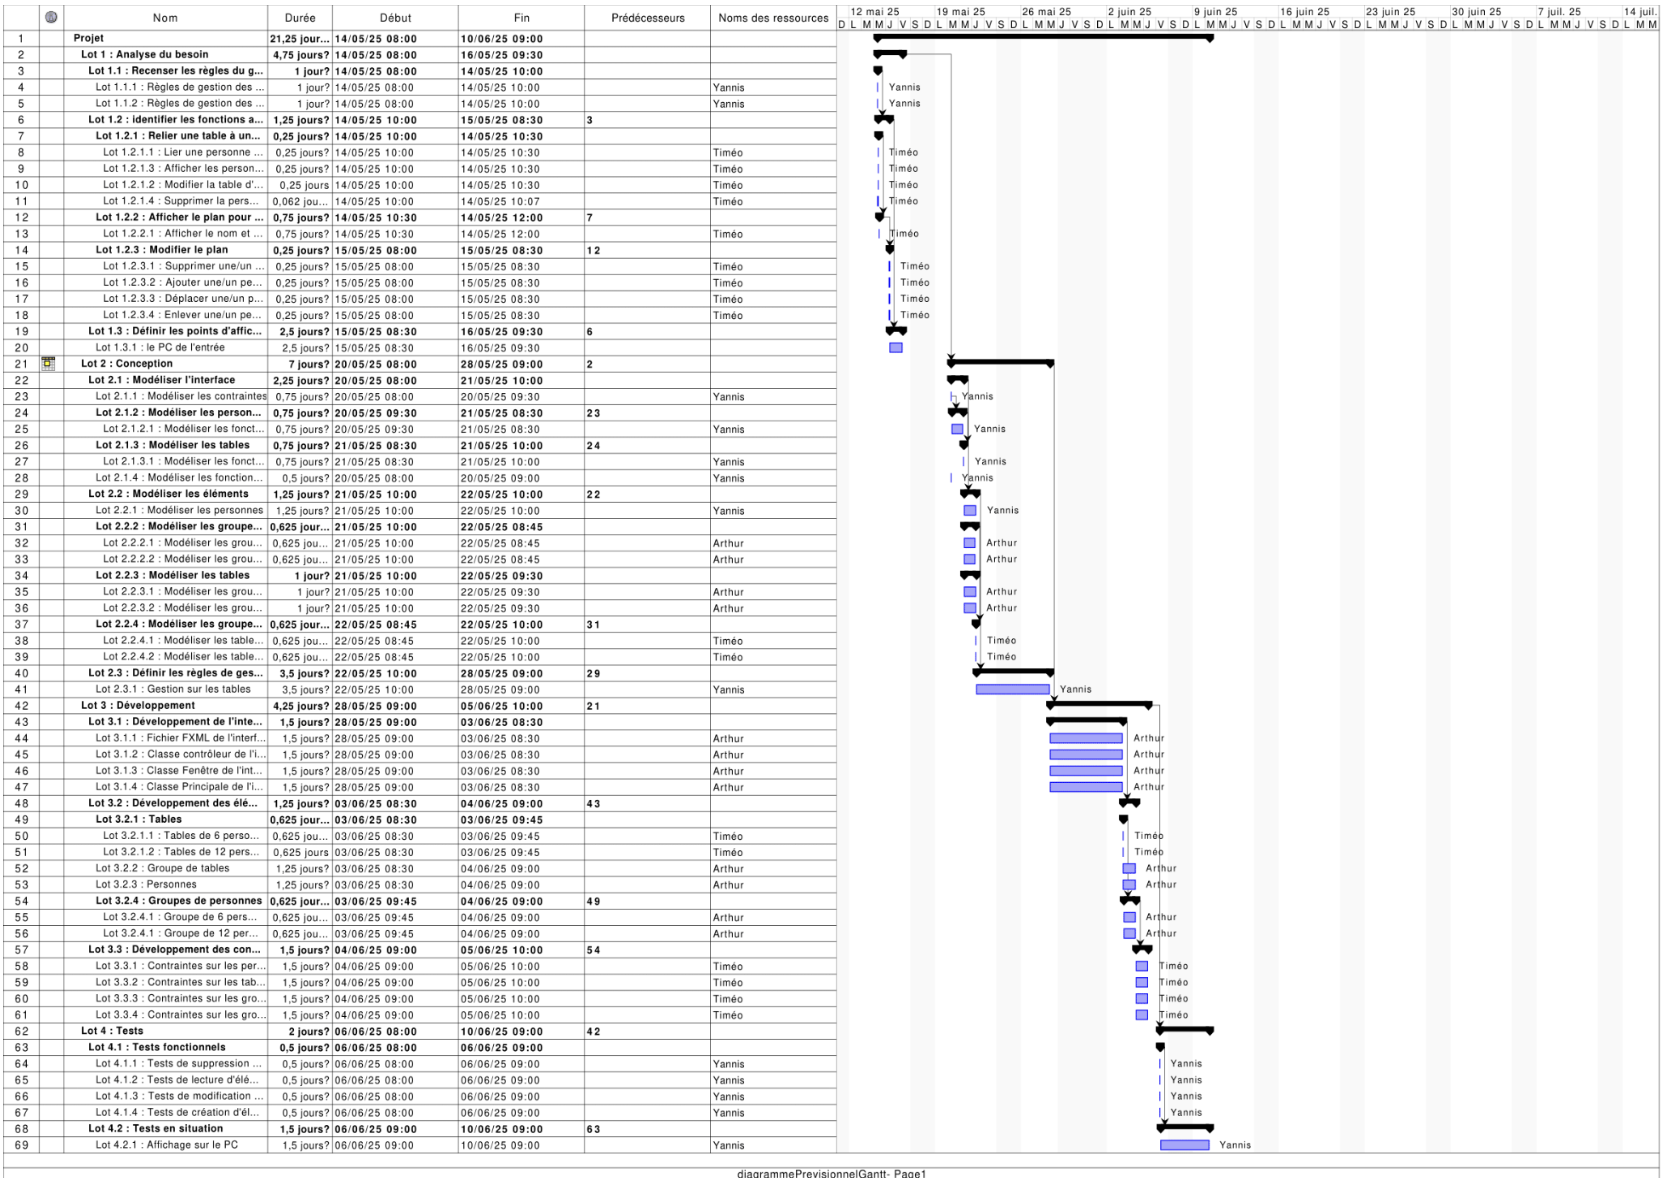 Nom Durée Début Fin Prédécesseurs Noms des ressources
12 mai 25 19 mai 25 26 mai 25 2 juin 25 9 juin 25 16 juin 25 23 juin 25 30 juin 25 7 juil. 25 14 juil.
D L M M J V S D L M M J V S D L M M J V S D L M M J V S D L M M J V S D L M M J V S D L M M J V S D L M M J V S D L M M J V S D L M M
1 Projet 21,25 jour... 14/05/25 08:00 10/06/25 09:00
2 Lot 1 : Analyse du besoin 4,75 jours? 14/05/25 08:00 16/05/25 09:30
3 Lot 1.1 : Recenser les règles du g... 1 jour? 14/05/25 08:00 14/05/25 10:00
4 Lot 1.1.1 : Règles de gestion des ... 1 jour? 14/05/25 08:00 14/05/25 10:00 Yannis Yannis
5 Lot 1.1.2 : Règles de gestion des ... 1 jour? 14/05/25 08:00 14/05/25 10:00 Yannis Yannis
6 Lot 1.2 : identifier les fonctions a... 1,25 jours? 14/05/25 10:00 15/05/25 08:30 3
7 Lot 1.2.1 : Relier une table à un... 0,25 jours? 14/05/25 10:00 14/05/25 10:30
8 Lot 1.2.1.1 : Lier une personne ... 0,25 jours? 14/05/25 10:00 14/05/25 10:30 Timéo Timéo
9 Lot 1.2.1.3 : Afficher les person... 0,25 jours? 14/05/25 10:00 14/05/25 10:30 Timéo Timéo
10 Lot 1.2.1.2 : Modifier la table d'... 0,25 jours 14/05/25 10:00 14/05/25 10:30 Timéo Timéo
11 Lot 1.2.1.4 : Supprimer la pers... 0,062 jou... 14/05/25 10:00 14/05/25 10:07 Timéo Timéo
12 Lot 1.2.2 : Afficher le plan pour ... 0,75 jours? 14/05/25 10:30 14/05/25 12:00 7
13 Lot 1.2.2.1 : Afficher le nom et ... 0,75 jours? 14/05/25 10:30 14/05/25 12:00 Timéo Timéo
14 Lot 1.2.3 : Modifier le plan 0,25 jours? 15/05/25 08:00 15/05/25 08:30 12
15 Lot 1.2.3.1 : Supprimer une/un ... 0,25 jours? 15/05/25 08:00 15/05/25 08:30 Timéo Timéo
16 Lot 1.2.3.2 : Ajouter une/un pe... 0,25 jours? 15/05/25 08:00 15/05/25 08:30 Timéo Timéo
17 Lot 1.2.3.3 : Déplacer une/un p... 0,25 jours? 15/05/25 08:00 15/05/25 08:30 Timéo Timéo
18 Lot 1.2.3.4 : Enlever une/un pe... 0,25 jours? 15/05/25 08:00 15/05/25 08:30 Timéo Timéo
19 Lot 1.3 : Définir les points d'affic... 2,5 jours? 15/05/25 08:30 16/05/25 09:30 6
20 Lot 1.3.1 : le PC de l'entrée 2,5 jours? 15/05/25 08:30 16/05/25 09:30
21 Lot 2 : Conception 7 jours? 20/05/25 08:00 28/05/25 09:00 2
22 Lot 2.1 : Modéliser l'interface 2,25 jours? 20/05/25 08:00 21/05/25 10:00
23 Lot 2.1.1 : Modéliser les contraintes 0,75 jours? 20/05/25 08:00 20/05/25 09:30 Yannis Yannis
24 Lot 2.1.2 : Modéliser les person... 0,75 jours? 20/05/25 09:30 21/05/25 08:30 23
25 Lot 2.1.2.1 : Modéliser les fonct... 0,75 jours? 20/05/25 09:30 21/05/25 08:30 Yannis Yannis
26 Lot 2.1.3 : Modéliser les tables 0,75 jours? 21/05/25 08:30 21/05/25 10:00 24
27 Lot 2.1.3.1 : Modéliser les fonct... 0,75 jours? 21/05/25 08:30 21/05/25 10:00 Yannis Yannis
28 Lot 2.1.4 : Modéliser les fonction... 0,5 jours? 20/05/25 08:00 20/05/25 09:00 Yannis Yannis
29 Lot 2.2 : Modéliser les éléments 1,25 jours? 21/05/25 10:00 22/05/25 10:00 22
30 Lot 2.2.1 : Modéliser les personnes 1,25 jours? 21/05/25 10:00 22/05/25 10:00 Yannis Yannis
31 Lot 2.2.2 : Modéliser les groupe... 0,625 jour... 21/05/25 10:00 22/05/25 08:45
32 Lot 2.2.2.1 : Modéliser les grou... 0,625 jou... 21/05/25 10:00 22/05/25 08:45 Arthur Arthur
33 Lot 2.2.2.2 : Modéliser les grou... 0,625 jou... 21/05/25 10:00 22/05/25 08:45 Arthur Arthur
34 Lot 2.2.3 : Modéliser les tables 1 jour? 21/05/25 10:00 22/05/25 09:30
35 Lot 2.2.3.1 : Modéliser les grou... 1 jour? 21/05/25 10:00 22/05/25 09:30 Arthur Arthur
36 Lot 2.2.3.2 : Modéliser les grou... 1 jour? 21/05/25 10:00 22/05/25 09:30 Arthur Arthur
37 Lot 2.2.4 : Modéliser les groupe... 0,625 jour... 22/05/25 08:45 22/05/25 10:00 31
38 Lot 2.2.4.1 : Modéliser les table... 0,625 jou... 22/05/25 08:45 22/05/25 10:00 Timéo Timéo
39 Lot 2.2.4.2 : Modéliser les table... 0,625 jou... 22/05/25 08:45 22/05/25 10:00 Timéo Timéo
40 Lot 2.3 : Définir les règles de ges... 3,5 jours? 22/05/25 10:00 28/05/25 09:00 29
41 Lot 2.3.1 : Gestion sur les tables 3,5 jours? 22/05/25 10:00 28/05/25 09:00 Yannis Yannis
42 Lot 3 : Développement 4,25 jours? 28/05/25 09:00 05/06/25 10:00 21
43 Lot 3.1 : Développement de l'inte... 1,5 jours? 28/05/25 09:00 03/06/25 08:30
44 Lot 3.1.1 : Fichier FXML de l'interf... 1,5 jours? 28/05/25 09:00 03/06/25 08:30 Arthur Arthur
45 Lot 3.1.2 : Classe contrôleur de l'i... 1,5 jours? 28/05/25 09:00 03/06/25 08:30 Arthur Arthur
46 Lot 3.1.3 : Classe Fenêtre de l'int... 1,5 jours? 28/05/25 09:00 03/06/25 08:30 Arthur Arthur
47 Lot 3.1.4 : Classe Principale de l'i... 1,5 jours? 28/05/25 09:00 03/06/25 08:30 Arthur Arthur
48 Lot 3.2 : Développement des élé... 1,25 jours? 03/06/25 08:30 04/06/25 09:00 43
49 Lot 3.2.1 : Tables 0,625 jour... 03/06/25 08:30 03/06/25 09:45
50 Lot 3.2.1.1 : Tables de 6 perso... 0,625 jou... 03/06/25 08:30 03/06/25 09:45 Timéo Timéo
51 Lot 3.2.1.2 : Tables de 12 pers... 0,625 jours 03/06/25 08:30 03/06/25 09:45 Timéo Timéo
52 Lot 3.2.2 : Groupe de tables 1,25 jours? 03/06/25 08:30 04/06/25 09:00 Arthur Arthur
53 Lot 3.2.3 : Personnes 1,25 jours? 03/06/25 08:30 04/06/25 09:00 Arthur Arthur
54 Lot 3.2.4 : Groupes de personnes 0,625 jour... 03/06/25 09:45 04/06/25 09:00 49
55 Lot 3.2.4.1 : Groupe de 6 pers... 0,625 jou... 03/06/25 09:45 04/06/25 09:00 Arthur Arthur
56 Lot 3.2.4.1 : Groupe de 12 per... 0,625 jou... 03/06/25 09:45 04/06/25 09:00 Arthur Arthur
57 Lot 3.3 : Développement des con... 1,5 jours? 04/06/25 09:00 05/06/25 10:00 54
58 Lot 3.3.1 : Contraintes sur les per... 1,5 jours? 04/06/25 09:00 05/06/25 10:00 Timéo Timéo
59 Lot 3.3.2 : Contraintes sur les tab... 1,5 jours? 04/06/25 09:00 05/06/25 10:00 Timéo Timéo
60 Lot 3.3.3 : Contraintes sur les gro... 1,5 jours? 04/06/25 09:00 05/06/25 10:00 Timéo Timéo
61 Lot 3.3.4 : Contraintes sur les gro... 1,5 jours? 04/06/25 09:00 05/06/25 10:00 Timéo Timéo
62 Lot 4 : Tests 2 jours? 06/06/25 08:00 10/06/25 09:00 42
63 Lot 4.1 : Tests fonctionnels 0,5 jours? 06/06/25 08:00 06/06/25 09:00
64 Lot 4.1.1 : Tests de suppression ... 0,5 jours? 06/06/25 08:00 06/06/25 09:00 Yannis Yannis
65 Lot 4.1.2 : Tests de lecture d'élé... 0,5 jours? 06/06/25 08:00 06/06/25 09:00 Yannis Yannis
66 Lot 4.1.3 : Tests de modification ... 0,5 jours? 06/06/25 08:00 06/06/25 09:00 Yannis Yannis
67 Lot 4.1.4 : Tests de création d'él... 0,5 jours? 06/06/25 08:00 06/06/25 09:00 Yannis Yannis
68 Lot 4.2 : Tests en situation 1,5 jours? 06/06/25 09:00 10/06/25 09:00 63
69 Lot 4.2.1 : Affichage sur le PC 1,5 jours? 06/06/25 09:00 10/06/25 09:00 Yannis Yannis
diagrammePrevisionnelGantt- Page1